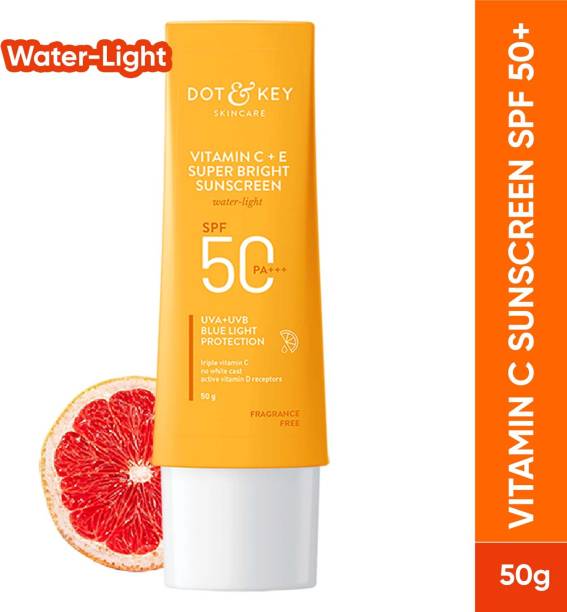 Water-Light
DOT & KEY
SKINCARE
VITAMIN C + E
SUPER BRIGHT
SUNSCREEN
water-light
SPF
50
PA+++
UVA+UVB
BLUE LIGHT
PROTECTION
triple vitamin C
no white cast
active vitamin D receptors
50 g
FRAGRANCE
FREE
VITAMIN C SUNSCREEN SPF 50+
50g